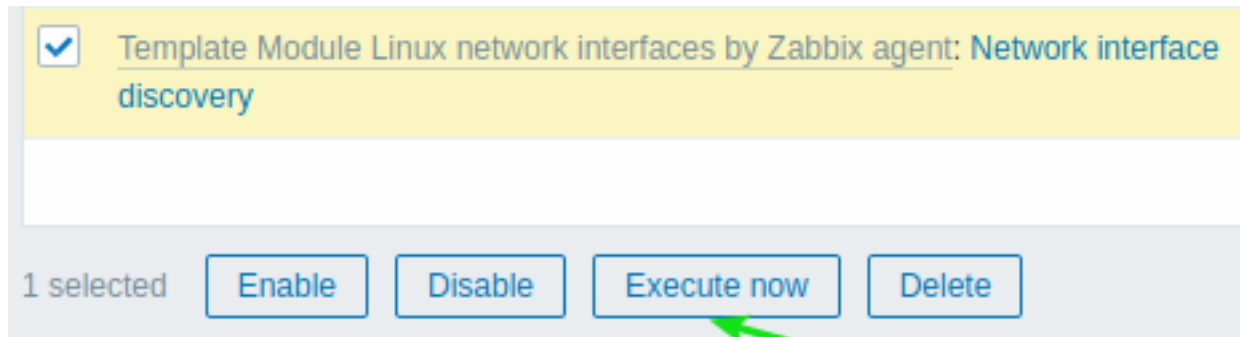 Template Module Linux network interfaces by Zabbix agent: Network interface
discovery
1 selected Enable Disable Execute now Delete